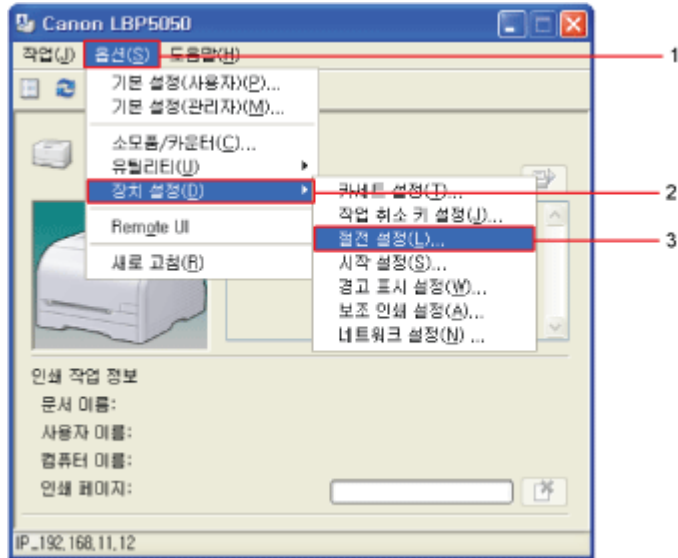 Canon LBP5050
작업(J) 옵션(S) 도움말(H)
1
기본 설정(사용자)(P)...
기본 설정(관리자)(M)...
소모품/카운터(C)...
유틸리티(U)
장치 설정(D)
2
Remote UI
새로 고침(R)
카세트 설정(T)...
작업 취소 키 설정(J)...
절전 설정(L)...
3
시작 설정(S)...
경고 표시 설정(W)...
보조 인쇄 설정(A)...
네트워크 설정(N) ...
인쇄 작업 정보
문서 이름:
사용자 이름:
컴퓨터 이름:
인쇄 페이지:
IP_192,168,11,12